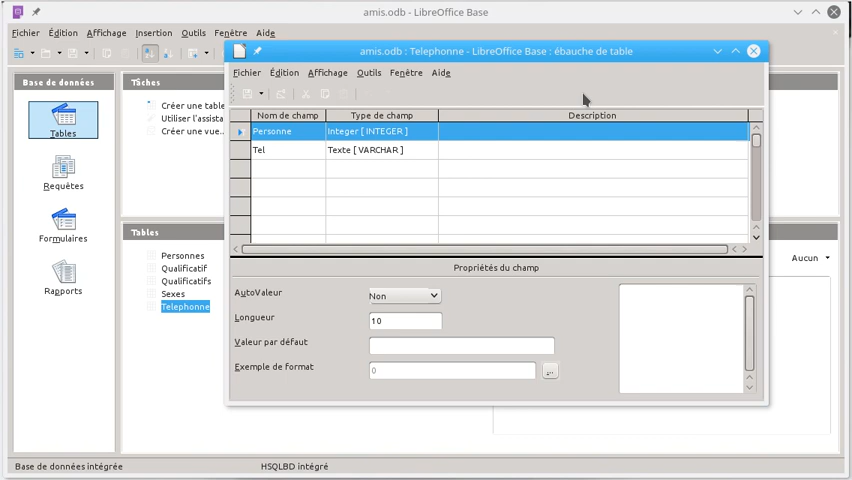 amis.odb - LibreOffice Base
Fichier Édition Affichage Insertion Outils Fenêtre Aide
Base de données
Tables
Requêtes
Formulaires
Rapports
Tâches
Créer une table
Utiliser l'assista
Créer une vue...
Tables
Personnes
Qualificatif
Qualificatifs
Sexes
Telephonne
Aucun
amis.odb : Telephonne - LibreOffice Base : ébauche de table
Fichier Édition Affichage Outils Fenêtre Aide
Nom de champ Type de champ Description
Personne Integer [ INTEGER ]
Tel Texte [ VARCHAR ]
Propriétés du champ
AutoValeur Non
Longueur 10
Valeur par défaut
Exemple de format 0 ...
Base de données intégrée HSQLBD intégré